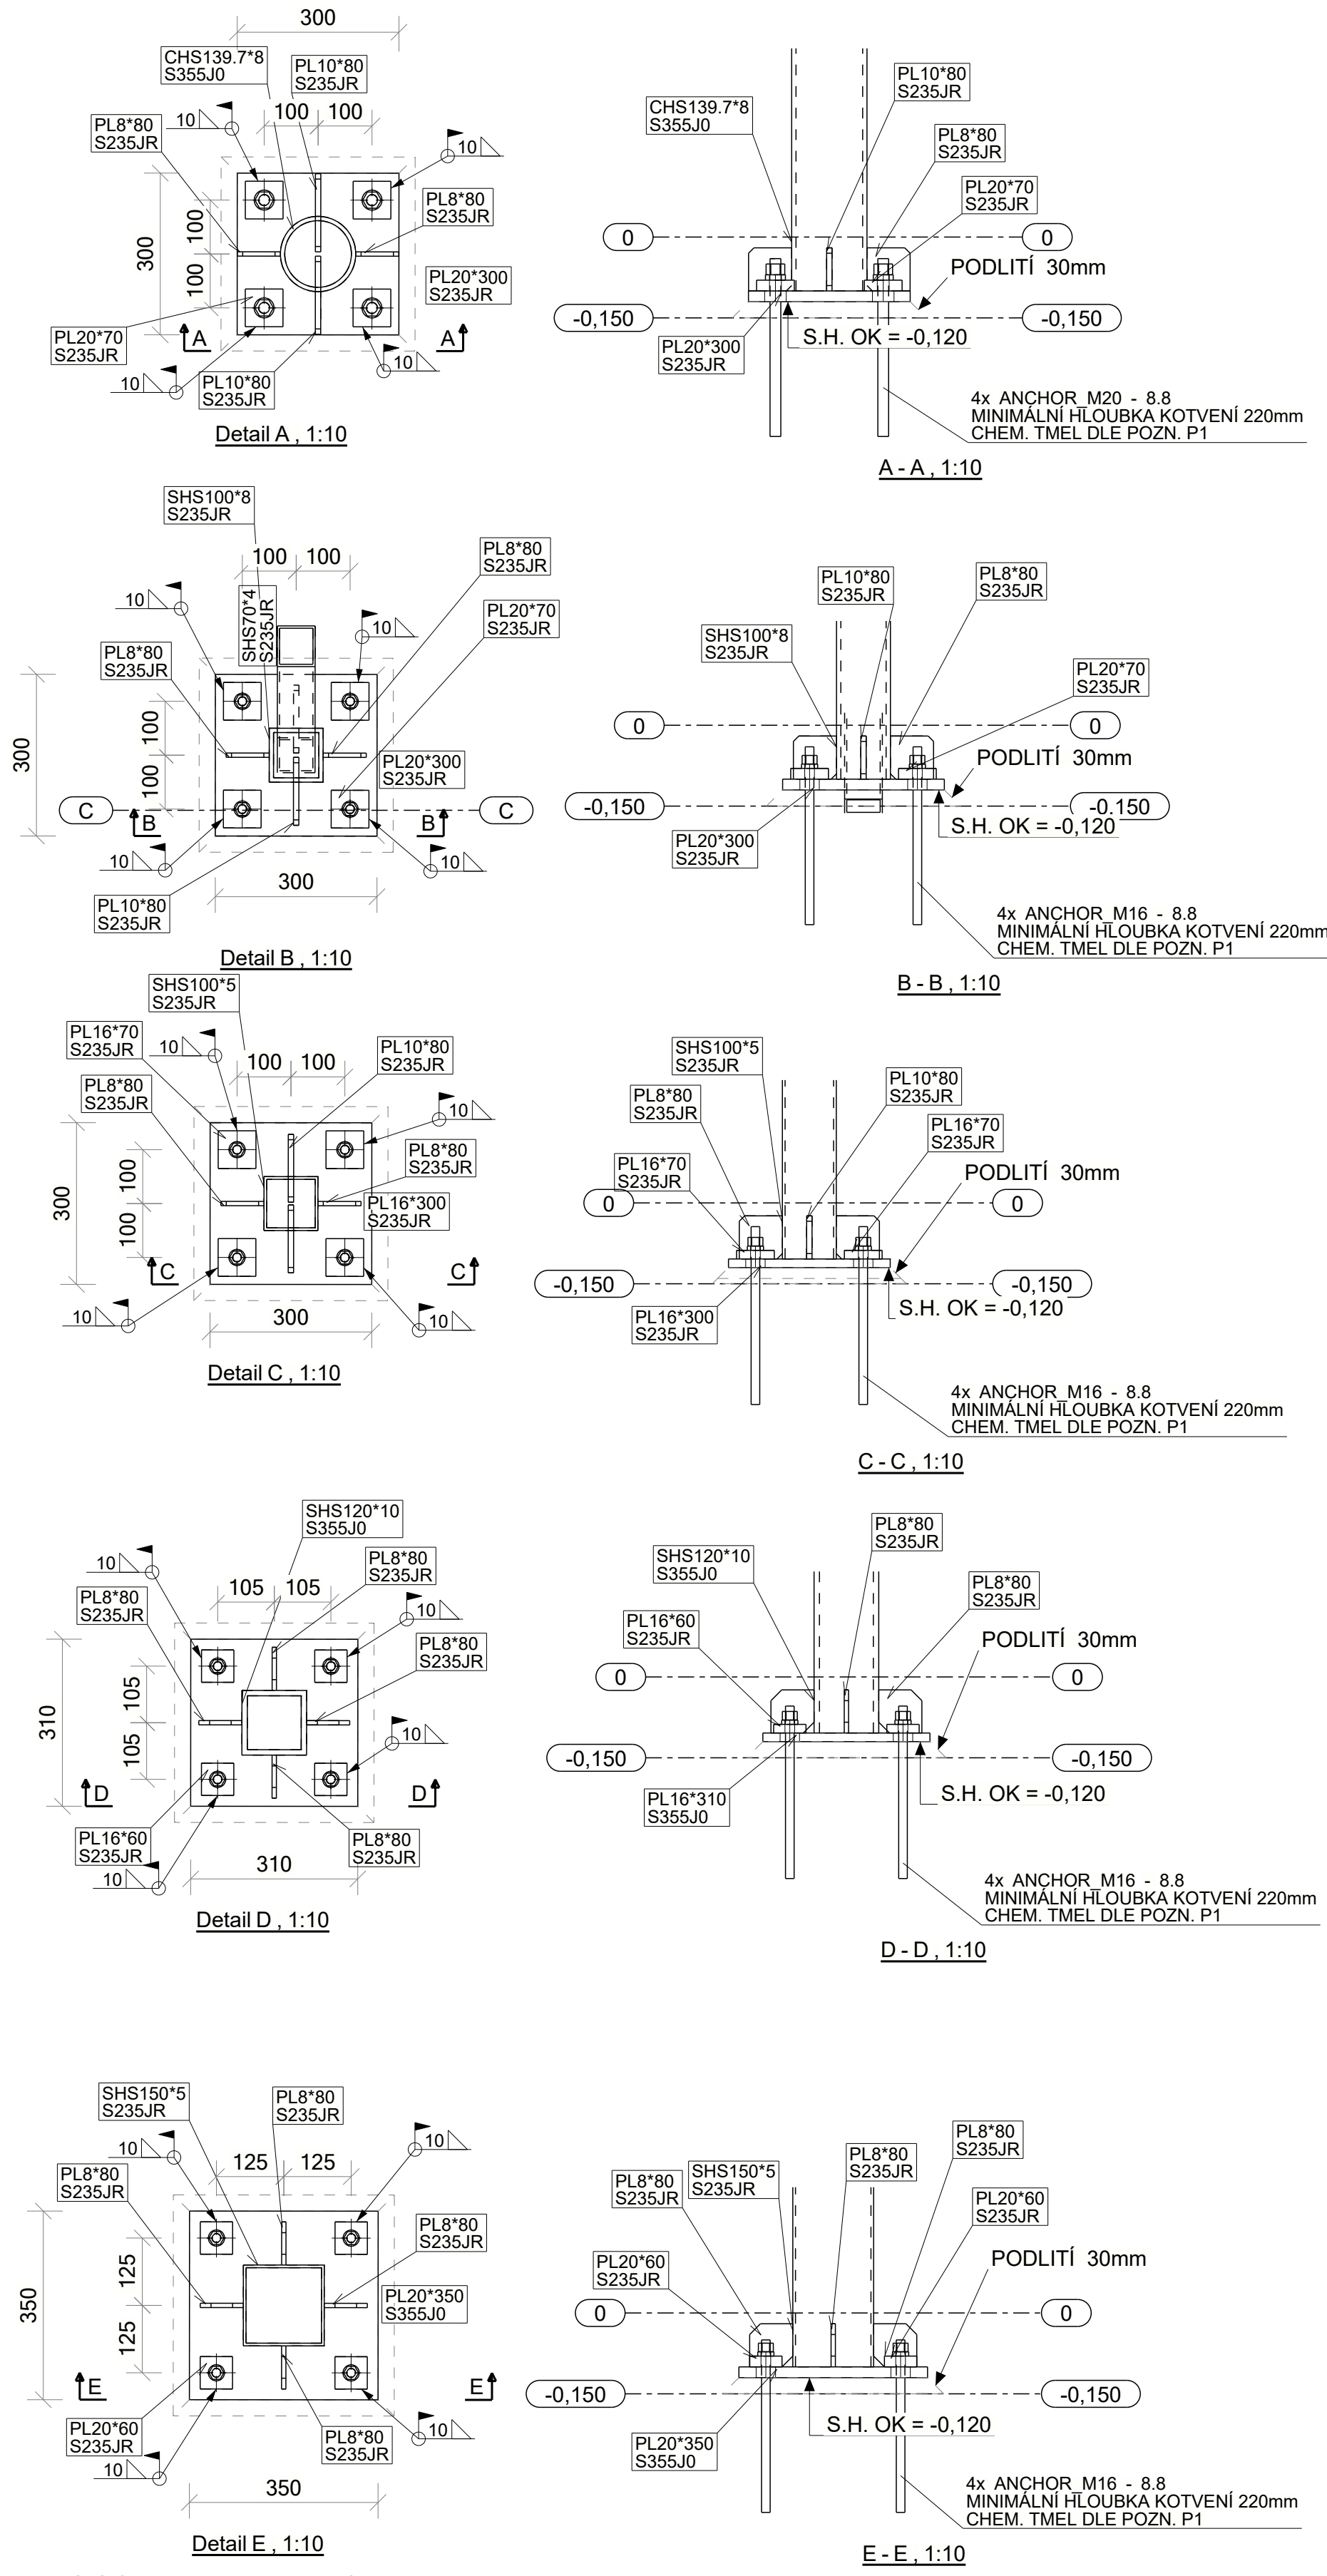 300
CHS139.7*8
S355J0
PL10*80
S235JR
100
100
10
PL8*80
S235JR
10
PL8*80
S235JR
300
100
100
PL20*300
S235JR
PL20*70
S235JR
A
A
10
10
PL10*80
S235JR
Detail A , 1:10
PL10*80
S235JR
CHS139.7*8
S355J0
PL8*80
S235JR
PL20*70
S235JR
0
0
PODLITÍ 30mm
-0,150
-0,150
S.H. OK = -0,120
PL20*300
S235JR
4x ANCHOR_M20 - 8.8
MINIMÁLNÍ HLOUBKA KOTVENÍ 220mm
CHEM. TMEL DLE POZN. P1
A - A , 1:10
SHS100*8
S235JR
100
100
PL8*80
S235JR
10
SHS70*4
S235JR
10
PL20*70
S235JR
PL8*80
S235JR
300
100
100
PL20*300
S235JR
C
C
B
B
10
10
300
PL10*80
S235JR
Detail B , 1:10
PL10*80
S235JR
PL8*80
S235JR
SHS100*8
S235JR
PL20*70
S235JR
0
0
PODLITÍ 30mm
-0,150
-0,150
S.H. OK = -0,120
PL20*300
S235JR
4x ANCHOR_M16 - 8.8
MINIMÁLNÍ HLOUBKA KOTVENÍ 220mm
CHEM. TMEL DLE POZN. P1
B - B , 1:10
SHS100*5
S235JR
PL16*70
S235JR
10
100
100
PL10*80
S235JR
PL8*80
S235JR
10
PL8*80
S235JR
300
100
100
PL16*300
S235JR
C
C
10
10
300
Detail C , 1:10
SHS100*5
S235JR
PL8*80
S235JR
PL10*80
S235JR
PL16*70
S235JR
PL16*70
S235JR
PODLITÍ 30mm
0
0
-0,150
-0,150
S.H. OK = -0,120
PL16*300
S235JR
4x ANCHOR_M16 - 8.8
MINIMÁLNÍ HLOUBKA KOTVENÍ 220mm
CHEM. TMEL DLE POZN. P1
C - C , 1:10
SHS120*10
S355J0
10
PL8*80
S235JR
PL8*80
S235JR
105
105
10
PL8*80
S235JR
310
105
105
10
D
D
PL16*60
S235JR
PL8*80
S235JR
10
310
Detail D , 1:10
PL8*80
S235JR
SHS120*10
S355J0
PL8*80
S235JR
PL16*60
S235JR
PODLITÍ 30mm
0
0
-0,150
-0,150
S.H. OK = -0,120
PL16*310
S355J0
4x ANCHOR_M16 - 8.8
MINIMÁLNÍ HLOUBKA KOTVENÍ 220mm
CHEM. TMEL DLE POZN. P1
D - D , 1:10
SHS150*5
S235JR
PL8*80
S235JR
10
10
125
125
PL8*80
S235JR
PL8*80
S235JR
350
125
125
PL20*350
S355J0
E
E
PL20*60
S235JR
PL8*80
S235JR
10
10
350
Detail E , 1:10
PL8*80
S235JR
PL8*80
S235JR
SHS150*5
S235JR
PL8*80
S235JR
PL20*60
S235JR
PL20*60
S235JR
PODLITÍ 30mm
0
0
-0,150
-0,150
S.H. OK = -0,120
PL20*350
S355J0
4x ANCHOR_M16 - 8.8
MINIMÁLNÍ HLOUBKA KOTVENÍ 220mm
CHEM. TMEL DLE POZN. P1
E - E , 1:10